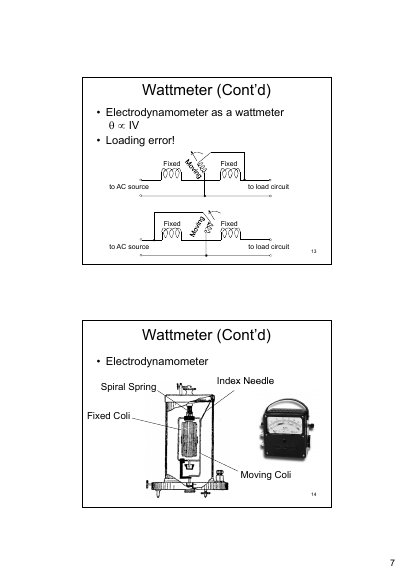 Wattmeter (Cont’d)
• Electrodynamometer as a wattmeter
θ ∝ IV
• Loading error!
Fixed
Moving
Fixed
to AC source
to load circuit
Fixed
Moving
Fixed
to AC source
to load circuit
13
Wattmeter (Cont’d)
• Electrodynamometer
Spiral Spring
Index Needle
Fixed Coli
Moving Coli
14
7